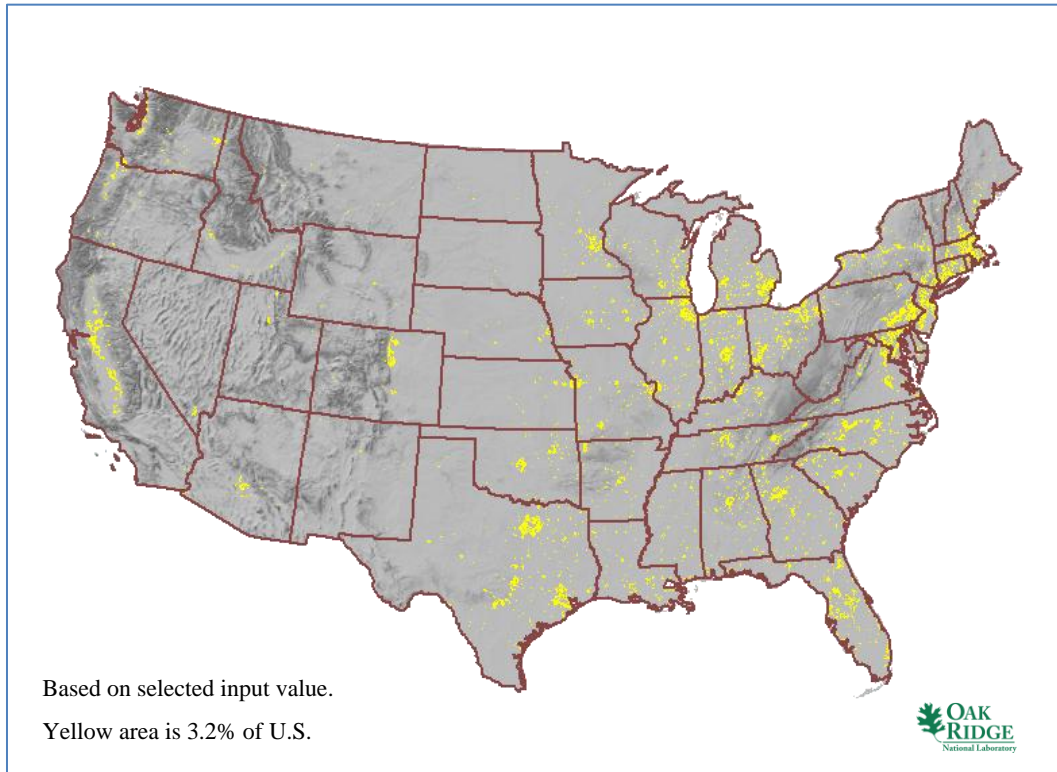 Based on selected input value.
Yellow area is 3.2% of U.S.
OAK
RIDGE
National Laboratory